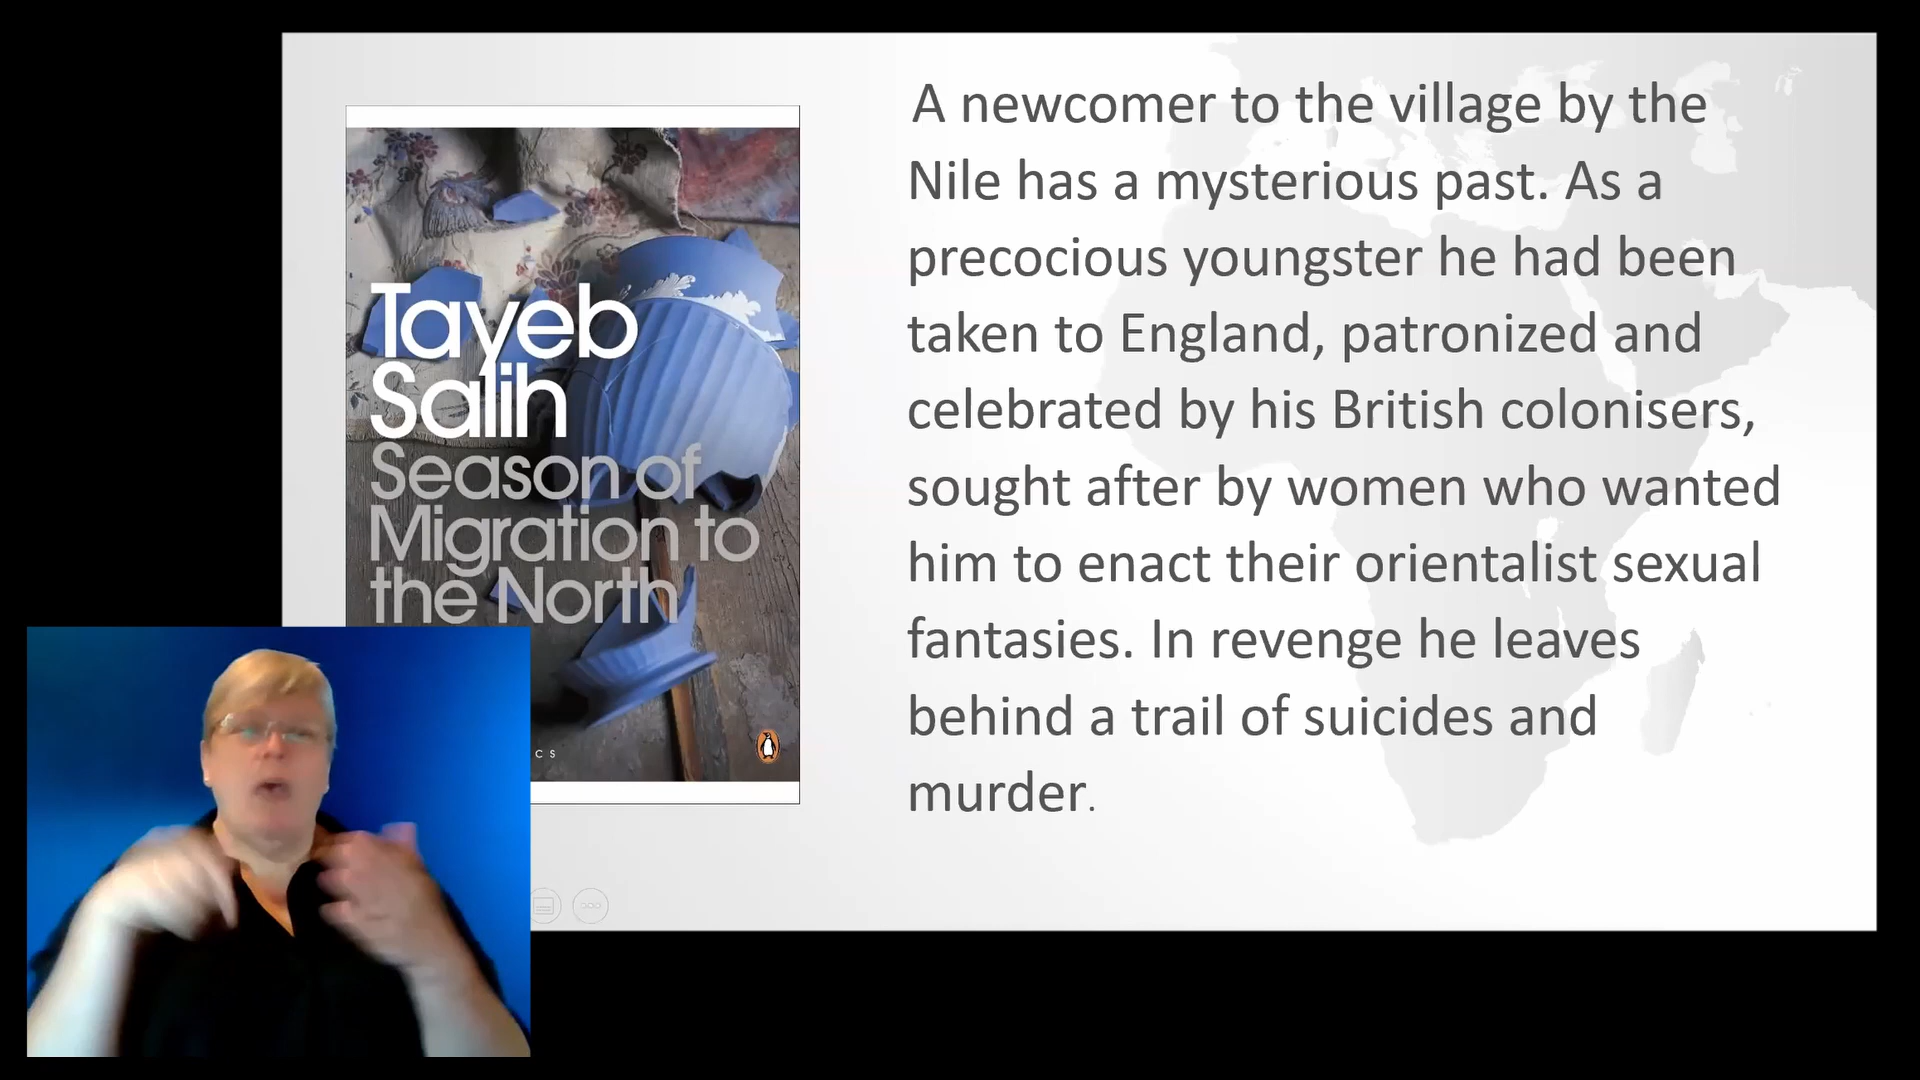 Tayeb
Salih
Season of
Migration to
the North
C S
A newcomer to the village by the
Nile has a mysterious past. As a
precocious youngster he had been
taken to England, patronized and
celebrated by his British colonisers,
sought after by women who wanted
him to enact their orientalist sexual
fantasies. In revenge he leaves
behind a trail of suicides and
murder.